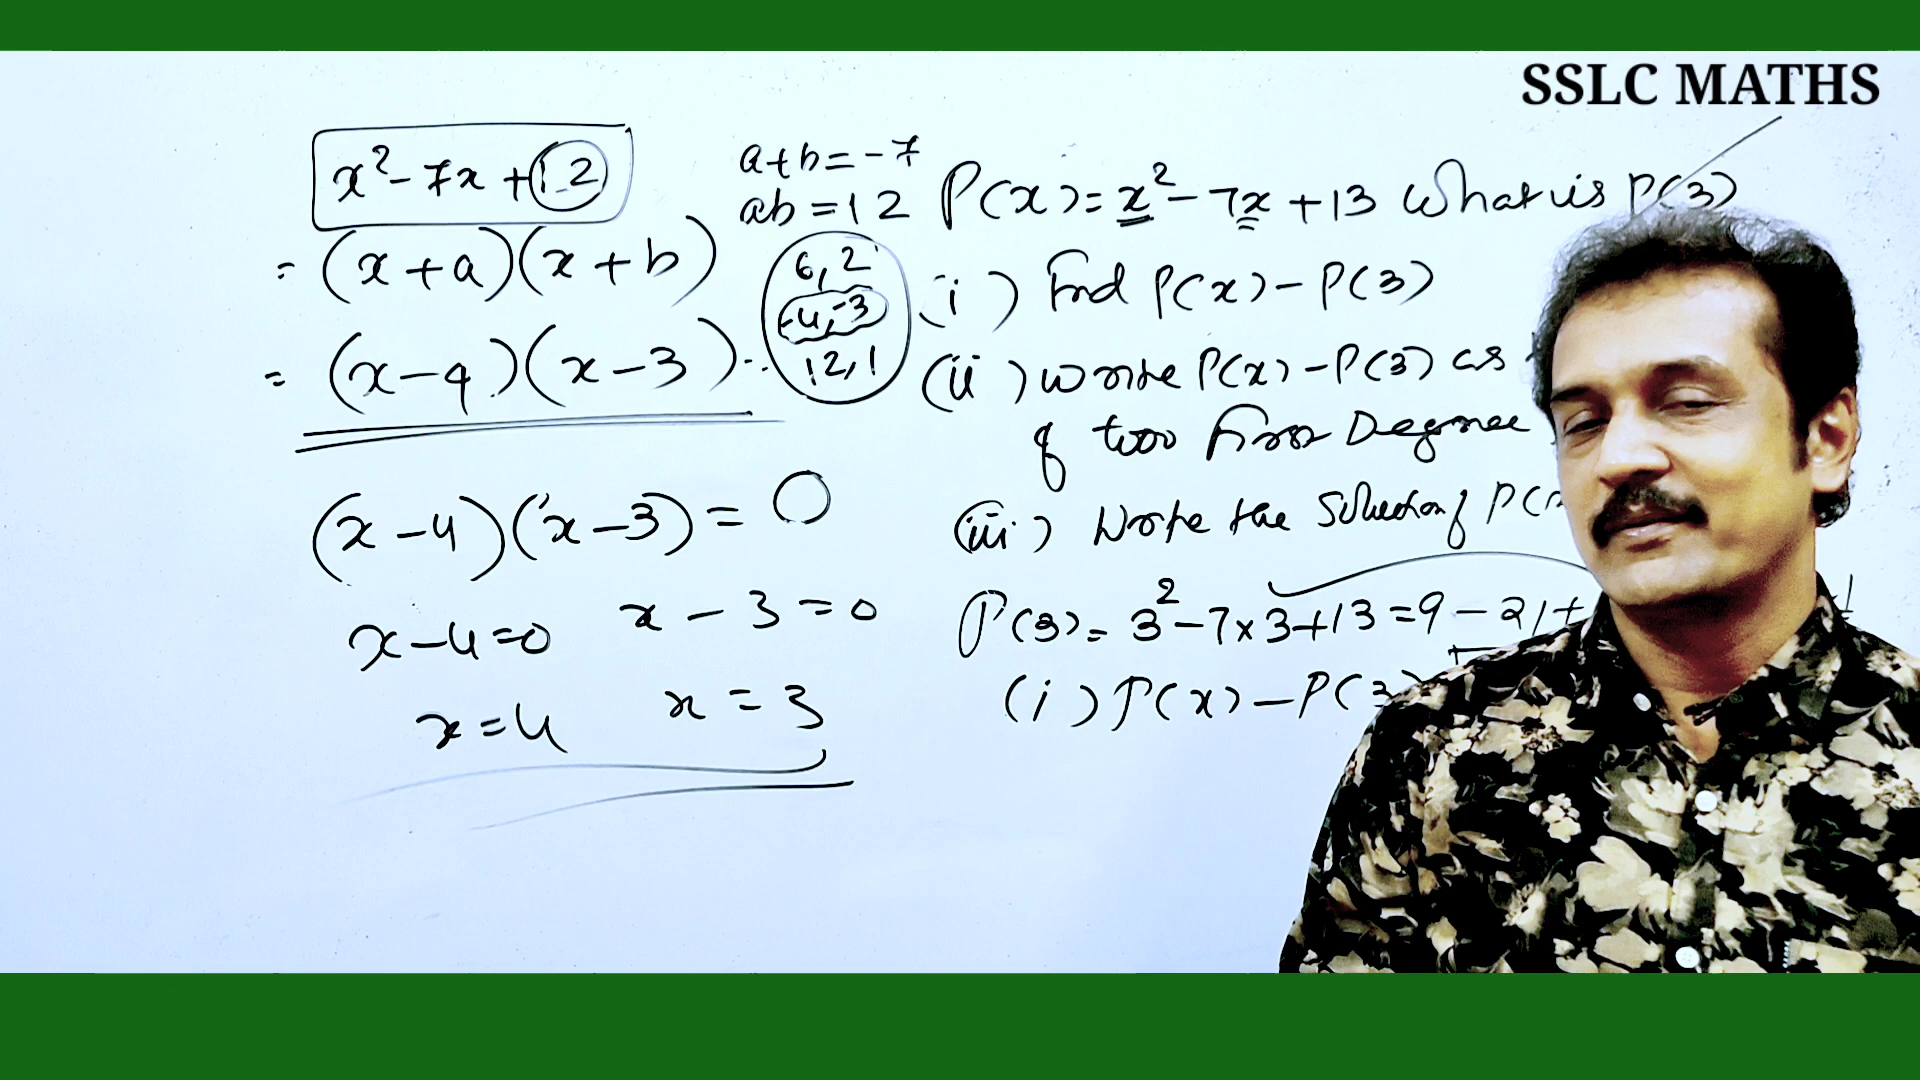 SSLC MATHS
x² - 7x + 12
= (x + a)(x + b)
= (x - 4)(x - 3)
a + b = -7
ab = 12
6, 2
-4, -3
12, 1
(x - 4)(x - 3) = 0
x - 4 = 0
x - 3 = 0
x = 4
x = 3
P(x) = x² - 7x + 13 What is P(3)
(i) Find P(x) - P(3)
(ii) Write P(x) - P(3) as
of two First Degree
(iii) Write the Solution of P(
P(3) = 3² - 7 × 3 + 13 = 9 - 21 +
(i) P(x) - P(3)